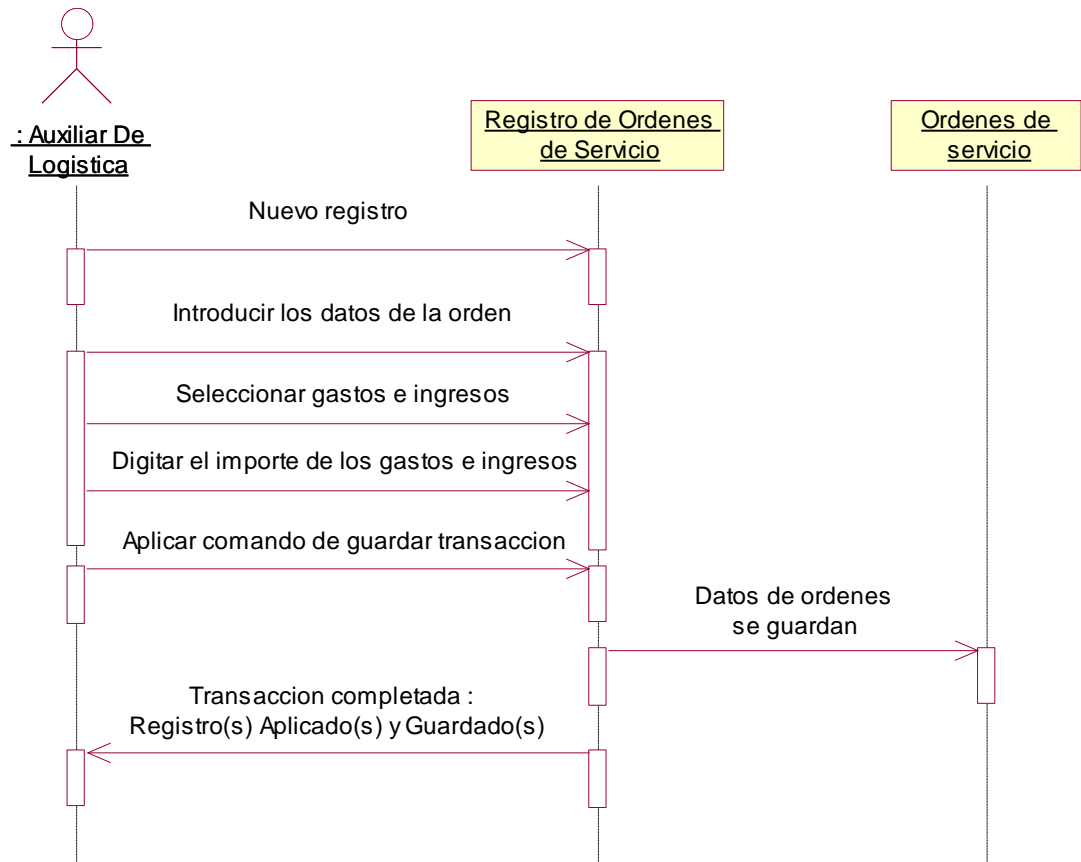 : Auxiliar De
Logistica
Registro de Ordenes
de Servicio
Ordenes de
servicio
Nuevo registro
Introducir los datos de la orden
Seleccionar gastos e ingresos
Digitar el importe de los gastos e ingresos
Aplicar comando de guardar transaccion
Datos de ordenes
se guardan
Transaccion completada :
Registro(s) Aplicado(s) y Guardado(s)